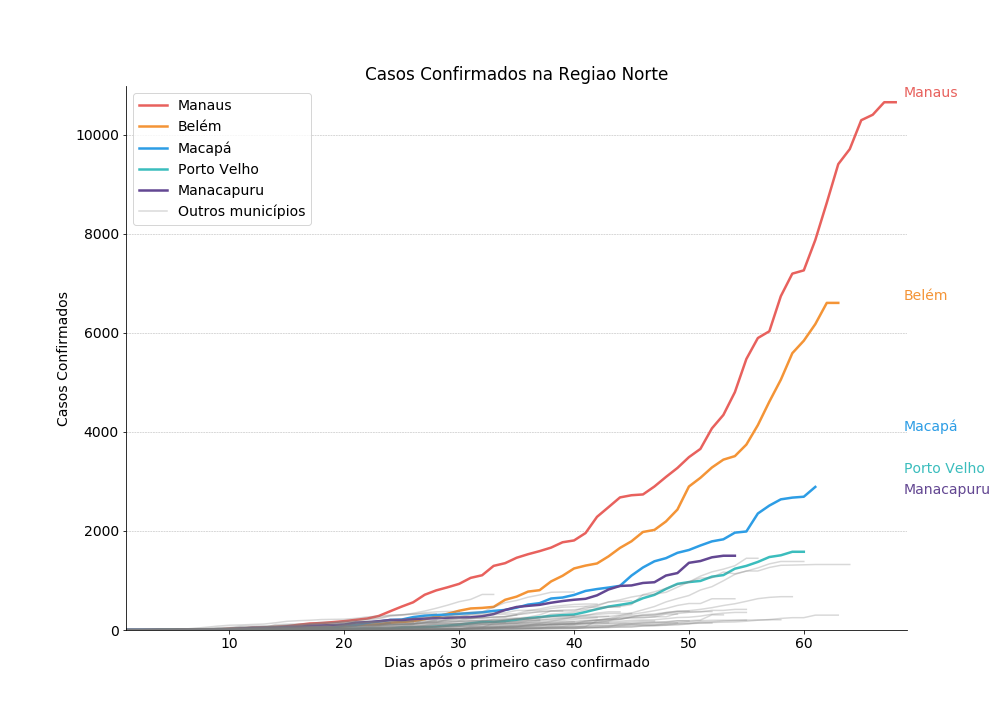 Casos Confirmados na Regiao Norte
Manaus
Belém
Macapá
Porto Velho
Manacapuru
Outros municípios
Casos Confirmados
10000
8000
6000
4000
2000
0
10
20
30
40
50
60
Dias após o primeiro caso confirmado
Manaus
Belém
Macapá
Porto Velho
Manacapuru